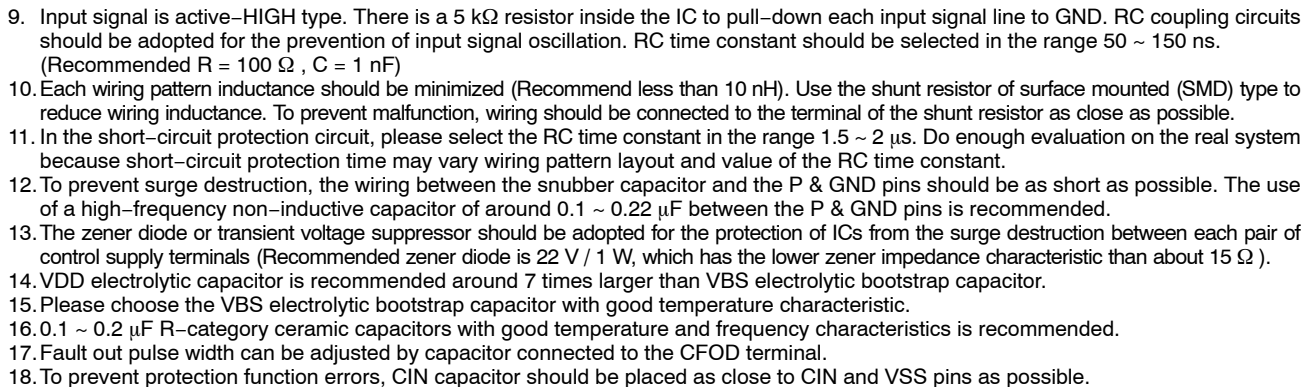 9. Input signal is active−HIGH type. There is a 5 kΩ resistor inside the IC to pull−down each input signal line to GND. RC coupling circuits
should be adopted for the prevention of input signal oscillation. RC time constant should be selected in the range 50 ~ 150 ns.
(Recommended R = 100 Ω , C = 1 nF)
10. Each wiring pattern inductance should be minimized (Recommend less than 10 nH). Use the shunt resistor of surface mounted (SMD) type to
reduce wiring inductance. To prevent malfunction, wiring should be connected to the terminal of the shunt resistor as close as possible.
11. In the short−circuit protection circuit, please select the RC time constant in the range 1.5 ~ 2 μs. Do enough evaluation on the real system
because short−circuit protection time may vary wiring pattern layout and value of the RC time constant.
12. To prevent surge destruction, the wiring between the snubber capacitor and the P & GND pins should be as short as possible. The use
of a high−frequency non−inductive capacitor of around 0.1 ~ 0.22 μF between the P & GND pins is recommended.
13. The zener diode or transient voltage suppressor should be adopted for the protection of ICs from the surge destruction between each pair of
control supply terminals (Recommended zener diode is 22 V / 1 W, which has the lower zener impedance characteristic than about 15 Ω ).
14. VDD electrolytic capacitor is recommended around 7 times larger than VBS electrolytic bootstrap capacitor.
15. Please choose the VBS electrolytic bootstrap capacitor with good temperature characteristic.
16. 0.1 ~ 0.2 μF R−category ceramic capacitors with good temperature and frequency characteristics is recommended.
17. Fault out pulse width can be adjusted by capacitor connected to the CFOD terminal.
18. To prevent protection function errors, CIN capacitor should be placed as close to CIN and VSS pins as possible.